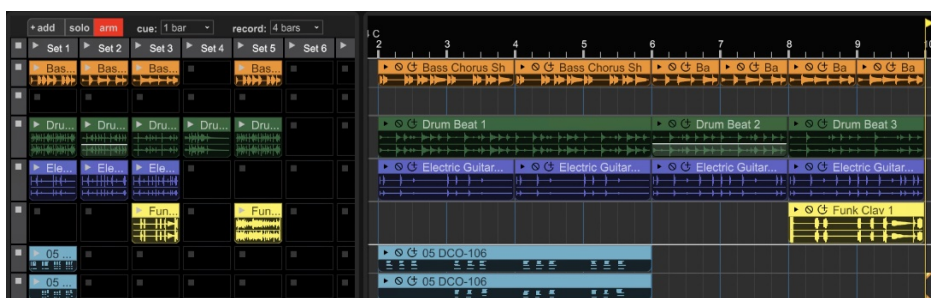 +add solo arm cue: 1 bar record: 4 bars
C
Set 1 Set 2 Set 3 Set 4 Set 5 Set 6
2 3 4 5 6 7 8 9 10
Bas... Bas... Bas... Bas... Bass Chorus Sh Bass Chorus Sh Ba Ba Ba Ba
Dru... Dru... Dru... Dru... Dru... Drum Beat 1 Drum Beat 2 Drum Beat 3
Ele... Ele... Ele... Electric Guitar... Electric Guitar... Electric Guitar... Electric Guitar...
Fun... Fun... Funk Clav 1
05 ... 05 DCO-106
05 ... 05 DCO-106